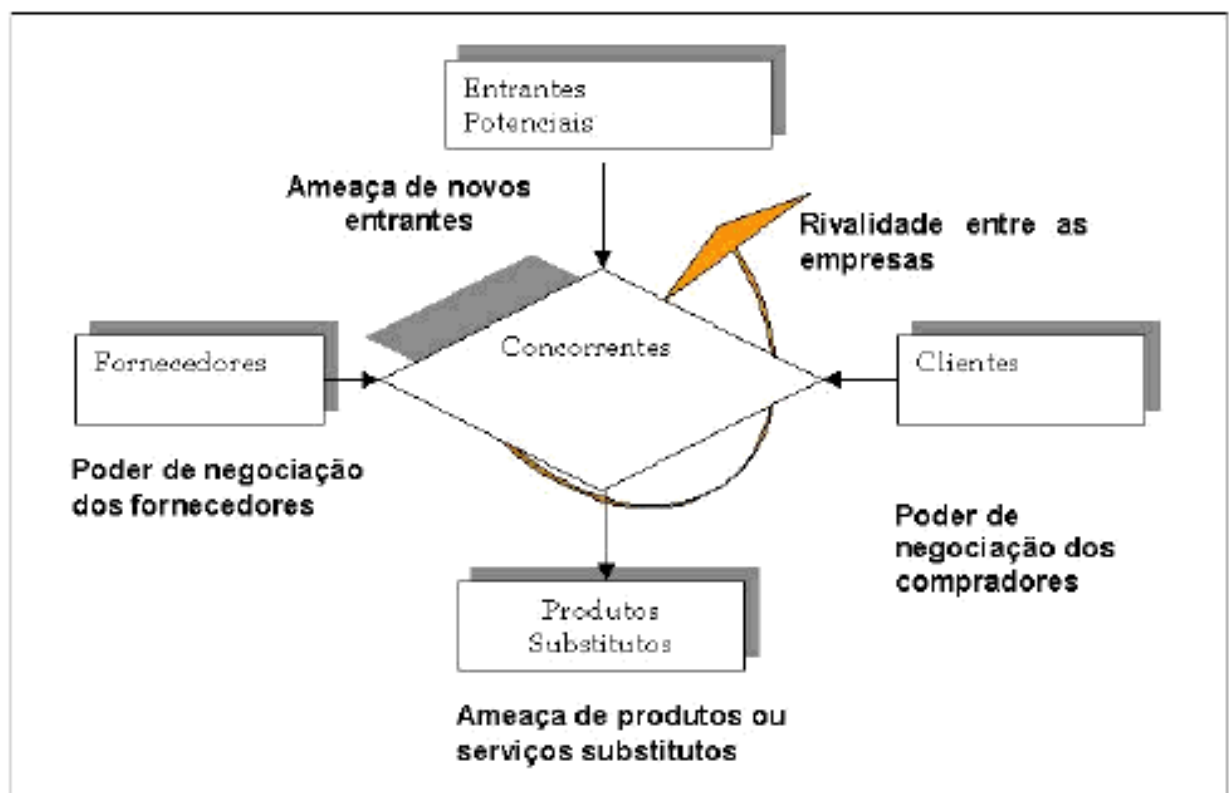 Entrantes
Potenciais
Ameaça de novos
entrantes
Rivalidade entre as
empresas
Concorrentes
Fornecedores
Clientes
Poder de negociação
dos fornecedores
Poder de
negociação dos
compradores
Produtos
Substitutos
Ameaça de produtos ou
serviços substitutos